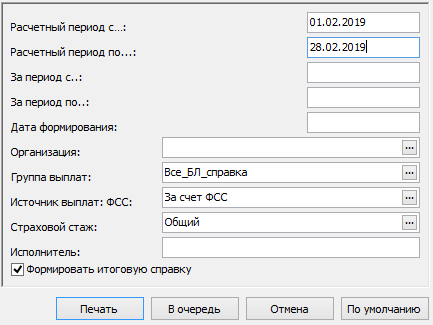 Расчетный период с...: 01.02.2019
Расчетный период по...: 28.02.2019
За период с..:
За период по..:
Дата формирования:
Организация: ...
Группа выплат: Все_БЛ_справка ...
Источник выплат: ФСС: За счет ФСС ...
Страховой стаж: Общий ...
Исполнитель:
Формировать итоговую справку
Печать В очередь Отмена По умолчанию